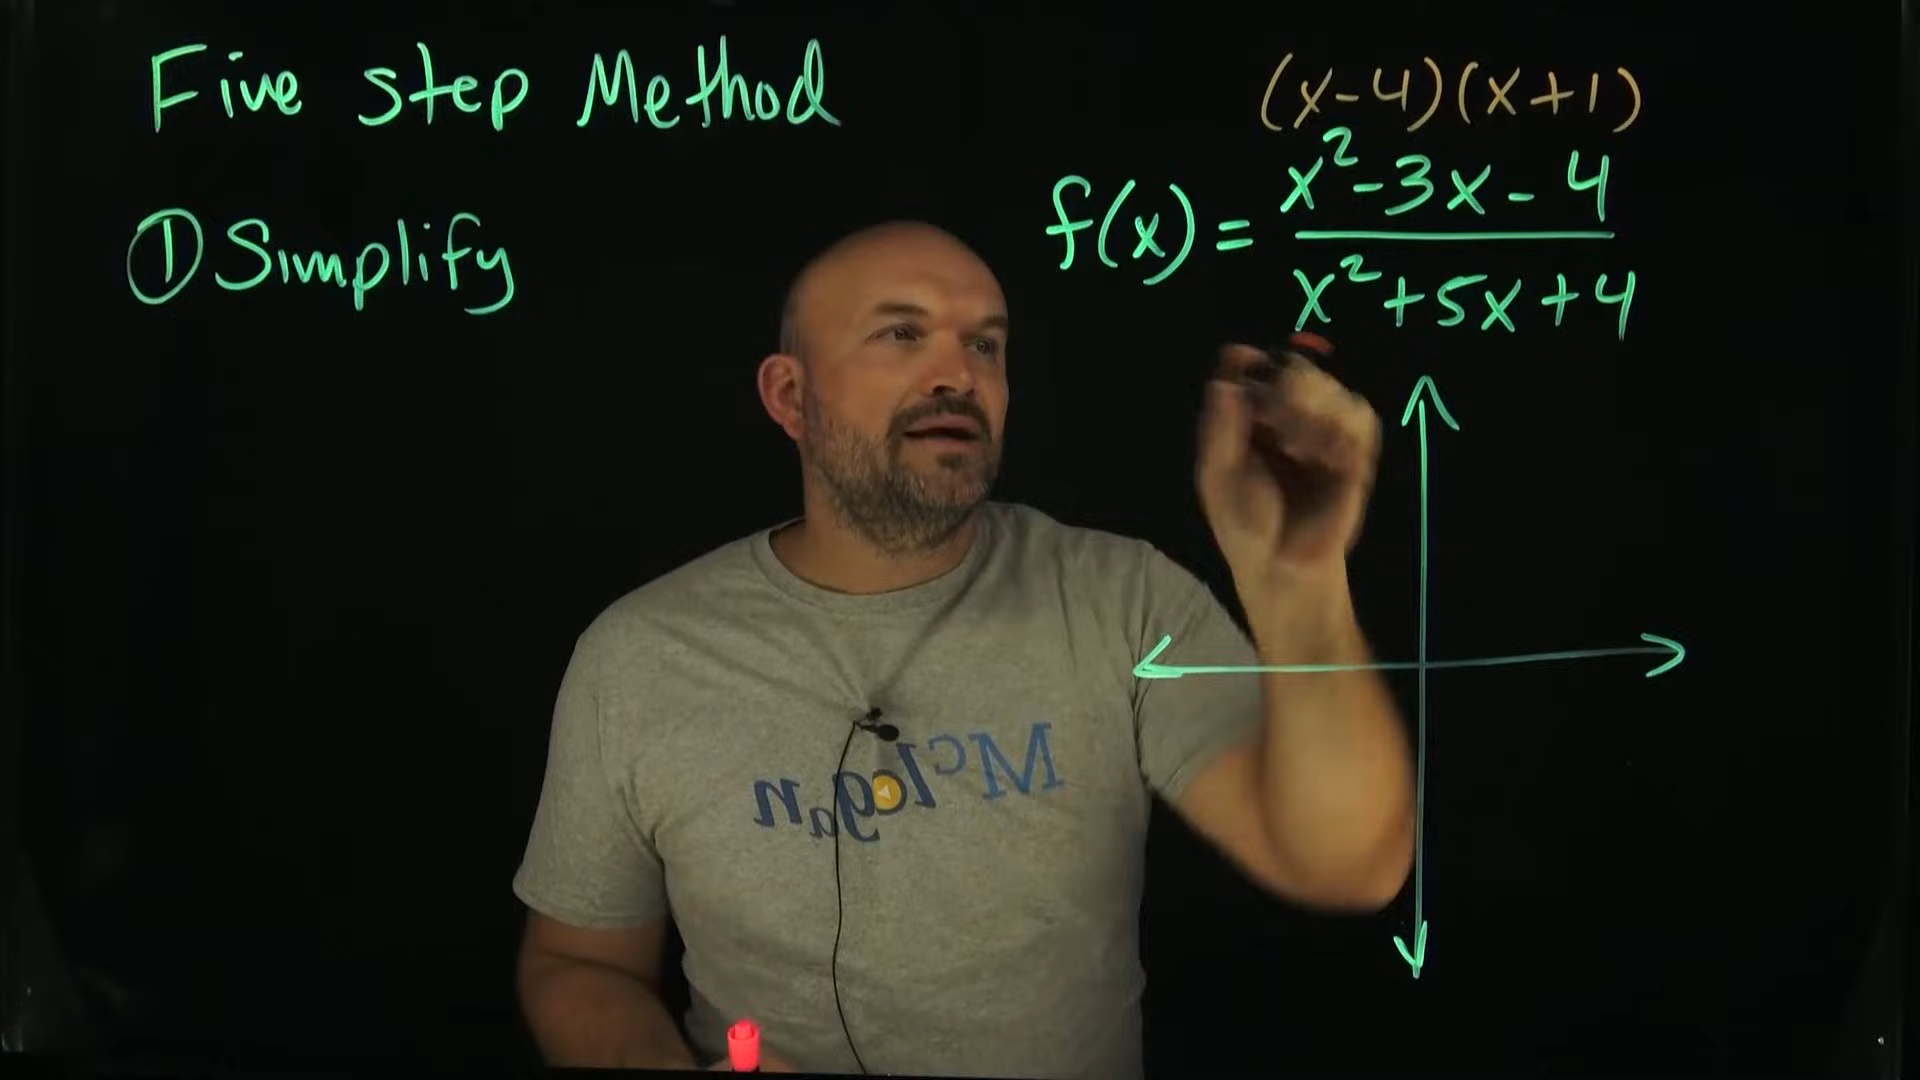 Five step Method
① Simplify
(x-4)(x+1)
f(x) = x²-3x-4 / x²+5x+4
McLogan